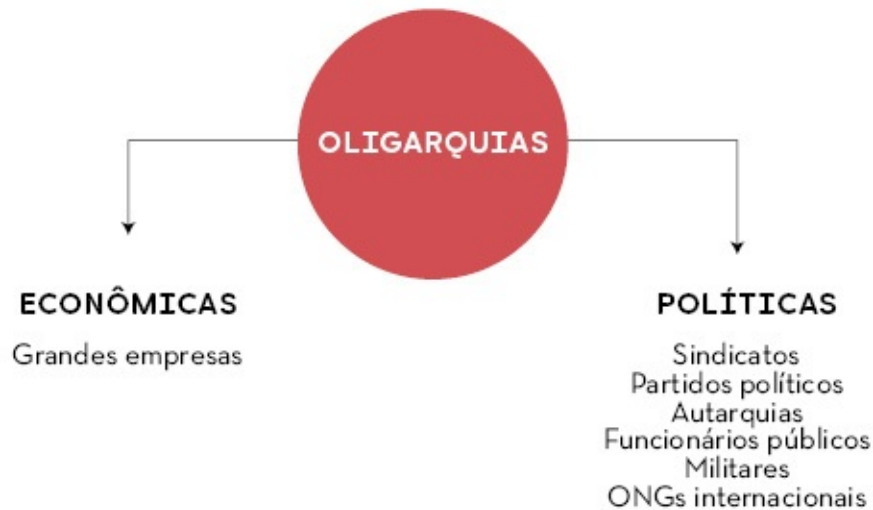 OLIGARQUIAS
ECONÔMICAS
Grandes empresas
POLÍTICAS
Sindicatos
Partidos políticos
Autarquias
Funcionários públicos
Militares
ONGs internacionais